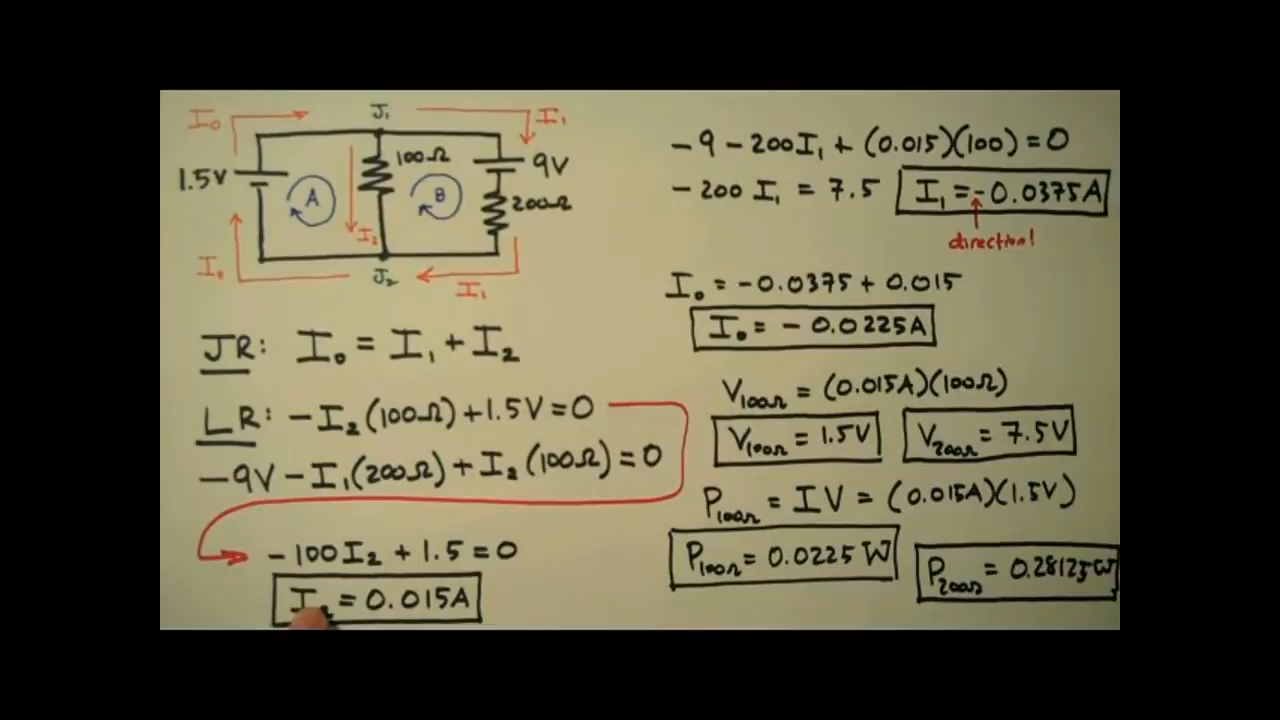 I₀
J₁
I₁
1.5V
100Ω
9V
A
B
200Ω
I₂
I₀
J₂
I₁
JR: I₀ = I₁ + I₂
LR: -I₂(100Ω)+1.5V=0
-9V-I₁(200Ω)+I₂(100Ω)=0
-100I₂+1.5=0
= 0.015A
-9-200I₁+(0.015)(100)=0
-200 I₁ = 7.5
I₁ = -0.0375A
direction!
I₀ = -0.0375 + 0.015
I₀ = -0.0225A
V₁₀₀Ω = (0.015A)(100Ω)
V₁₀₀Ω = 1.5V
V₂₀₀Ω = 7.5V
P₁₀₀Ω = IV = (0.015A)(1.5V)
P₁₀₀Ω = 0.0225 W
P₂₀₀Ω = 0.28125W